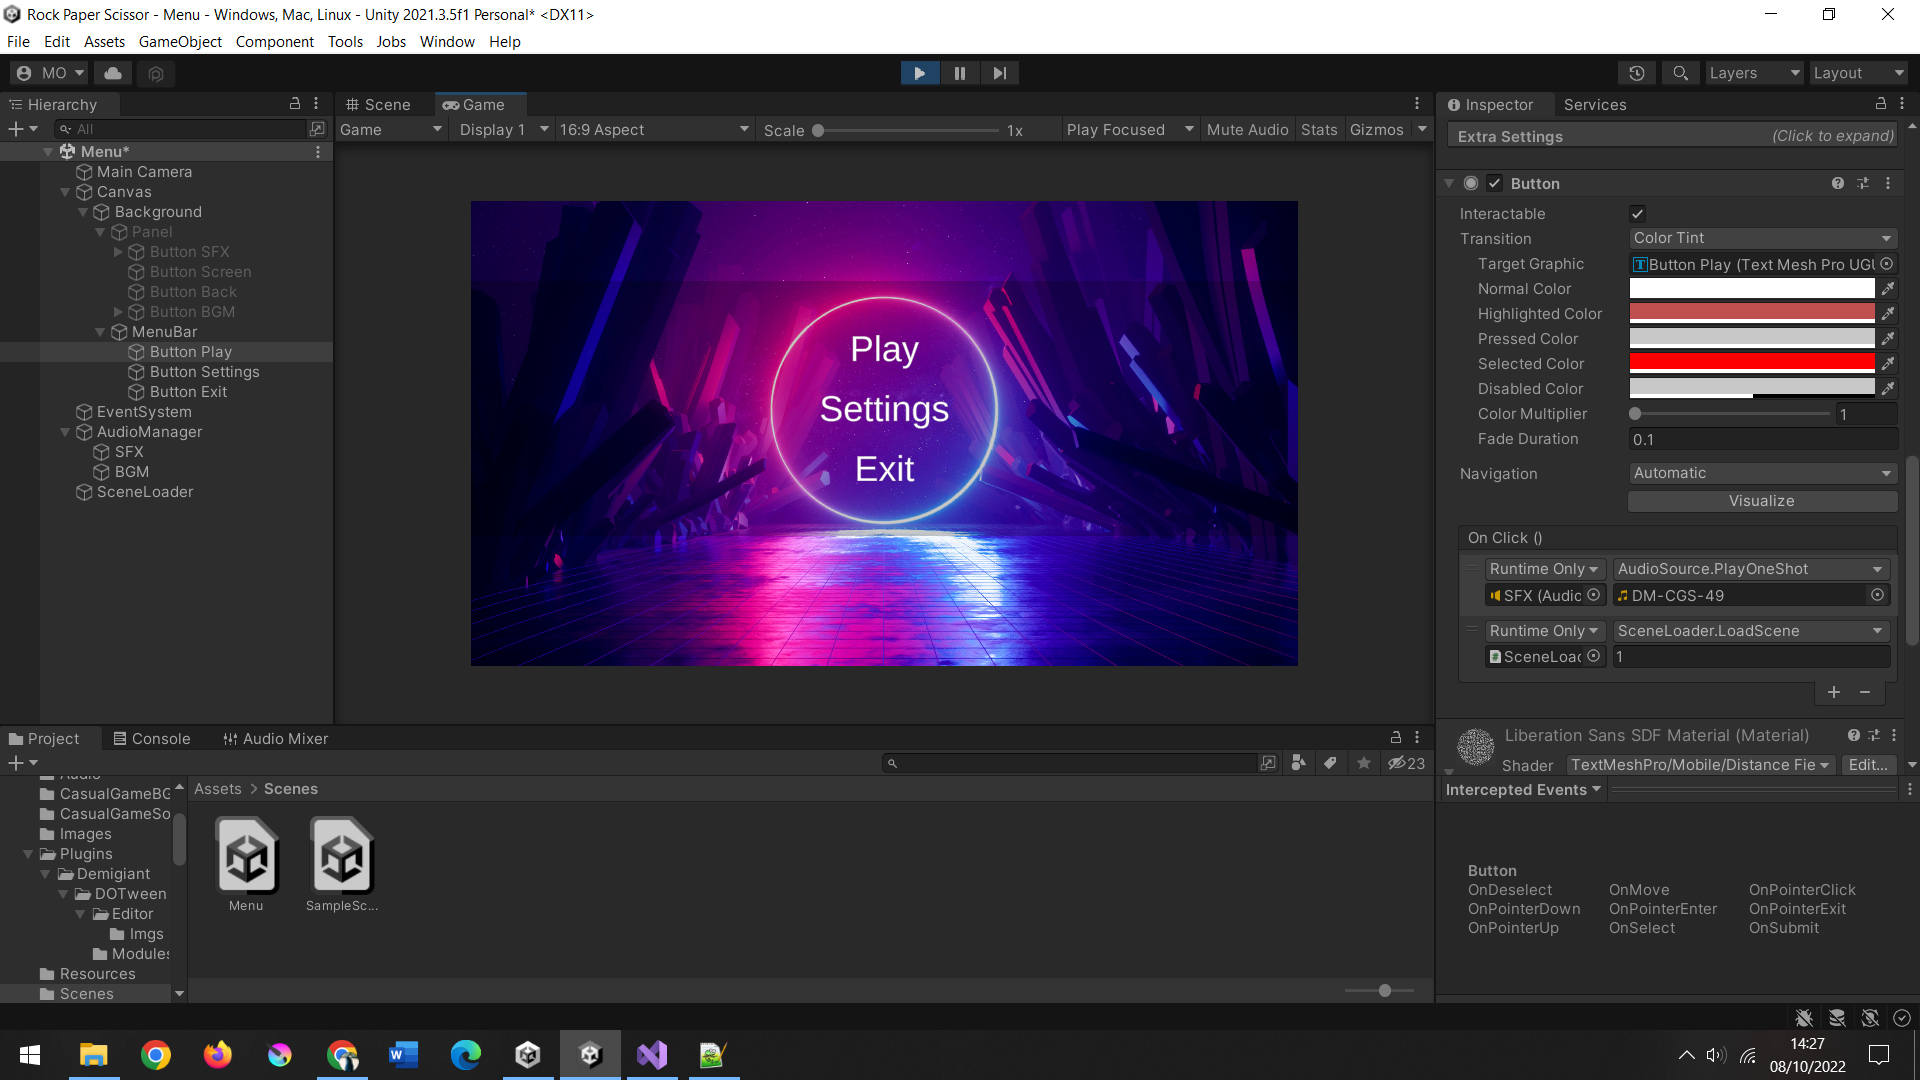 Rock Paper Scissor - Menu - Windows, Mac, Linux - Unity 2021.3.5f1 Personal* <DX11>
File Edit Assets GameObject Component Tools Jobs Window Help
MO Layers Layout
Hierarchy
All
Menu*
Main Camera
Canvas
Background
Panel
Button SFX
Button Screen
Button Back
Button BGM
MenuBar
Button Play
Button Settings
Button Exit
EventSystem
AudioManager
SFX
BGM
SceneLoader
Scene Game
Game Display 1 16:9 Aspect Scale 1x Play Focused Mute Audio Stats Gizmos
Play
Settings
Exit
Inspector Services
Extra Settings (Click to expand)
Button
Interactable
Transition Color Tint
Target Graphic Button Play (Text Mesh Pro UGU
Normal Color
Highlighted Color
Pressed Color
Selected Color
Disabled Color
Color Multiplier 1
Fade Duration 0.1
Navigation Automatic
Visualize
On Click ()
Runtime Only AudioSource.PlayOneShot
SFX (Audic DM-CGS-49
Runtime Only SceneLoader.LoadScene
SceneLoad 1
Liberation Sans SDF Material (Material)
Shader TextMeshPro/Mobile/Distance Fie Edit...
Intercepted Events
Button
OnDeselect OnMove OnPointerClick
OnPointerDown OnPointerEnter OnPointerExit
OnPointerUp OnSelect OnSubmit
Project Console Audio Mixer
23
Audio
CasualGameBG
CasualGameSo
Images
Plugins
Demigiant
DOTween
Editor
Imgs
Modules
Resources
Scenes
Assets > Scenes
Menu SampleSc...
14:27
08/10/2022